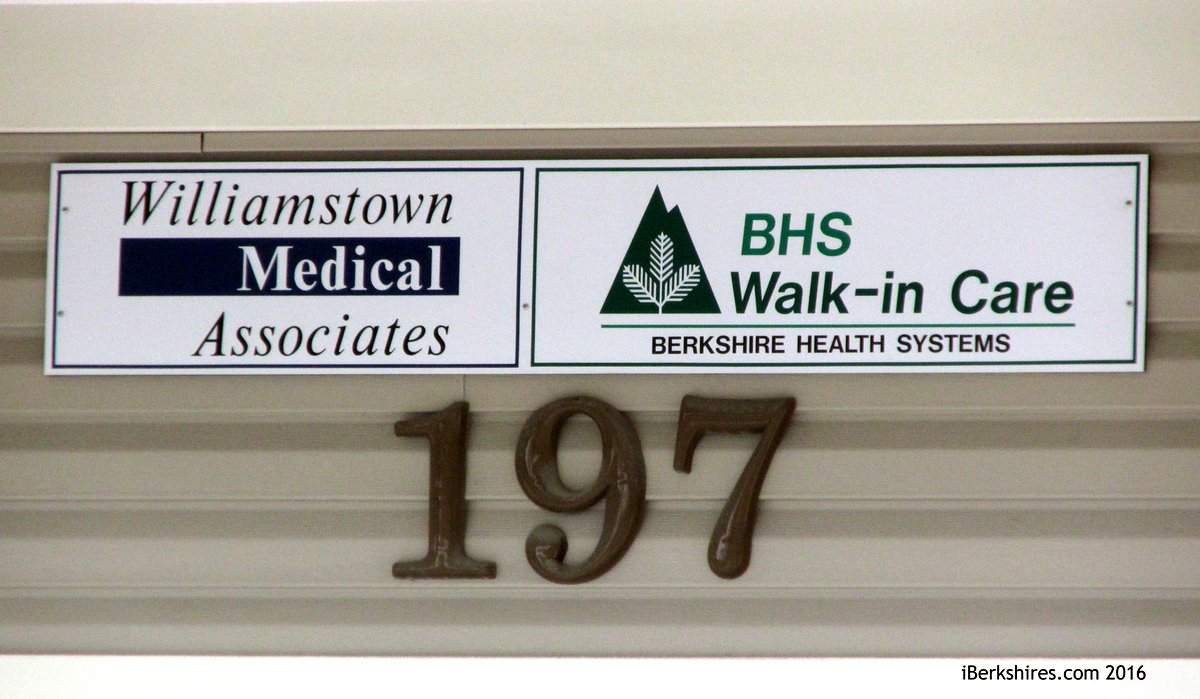 Williamstown
Medical
Associates
BHS
Walk-in Care
BERKSHIRE HEALTH SYSTEMS
197
iBerkshires.com 2016